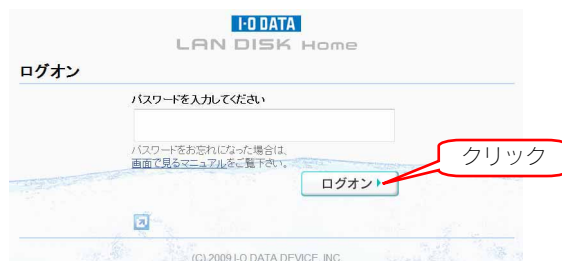 I-O DATA
LAN DISK Home
ログオン
パスワードを入力してください
パスワードをお忘れになった場合は、
画面で見るマニュアルをご覧下さい。
クリック
ログオン
(C) 2009 I-O DATA DEVICE, INC.